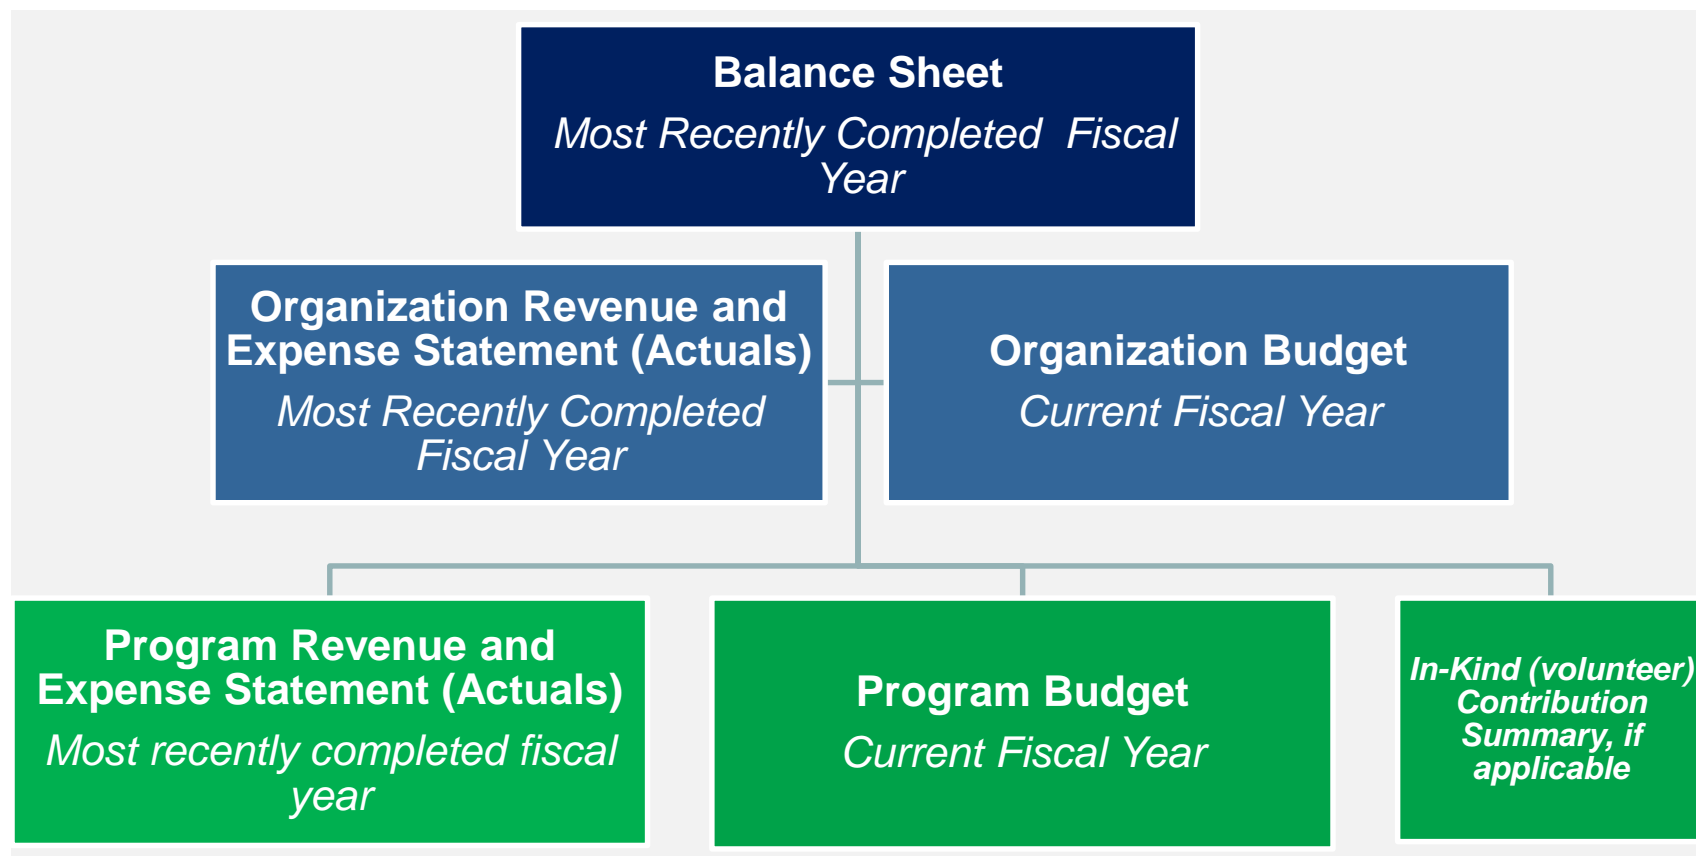 Balance Sheet
Most Recently Completed  Fiscal
Year
Organization Revenue and
Expense Statement (Actuals)
Most Recently Completed
Fiscal Year
Organization Budget
Current Fiscal Year
Program Revenue and
Expense Statement (Actuals)
Most recently completed fiscal
year
Program Budget
Current Fiscal Year
In-Kind (volunteer)
Contribution
Summary, if
applicable